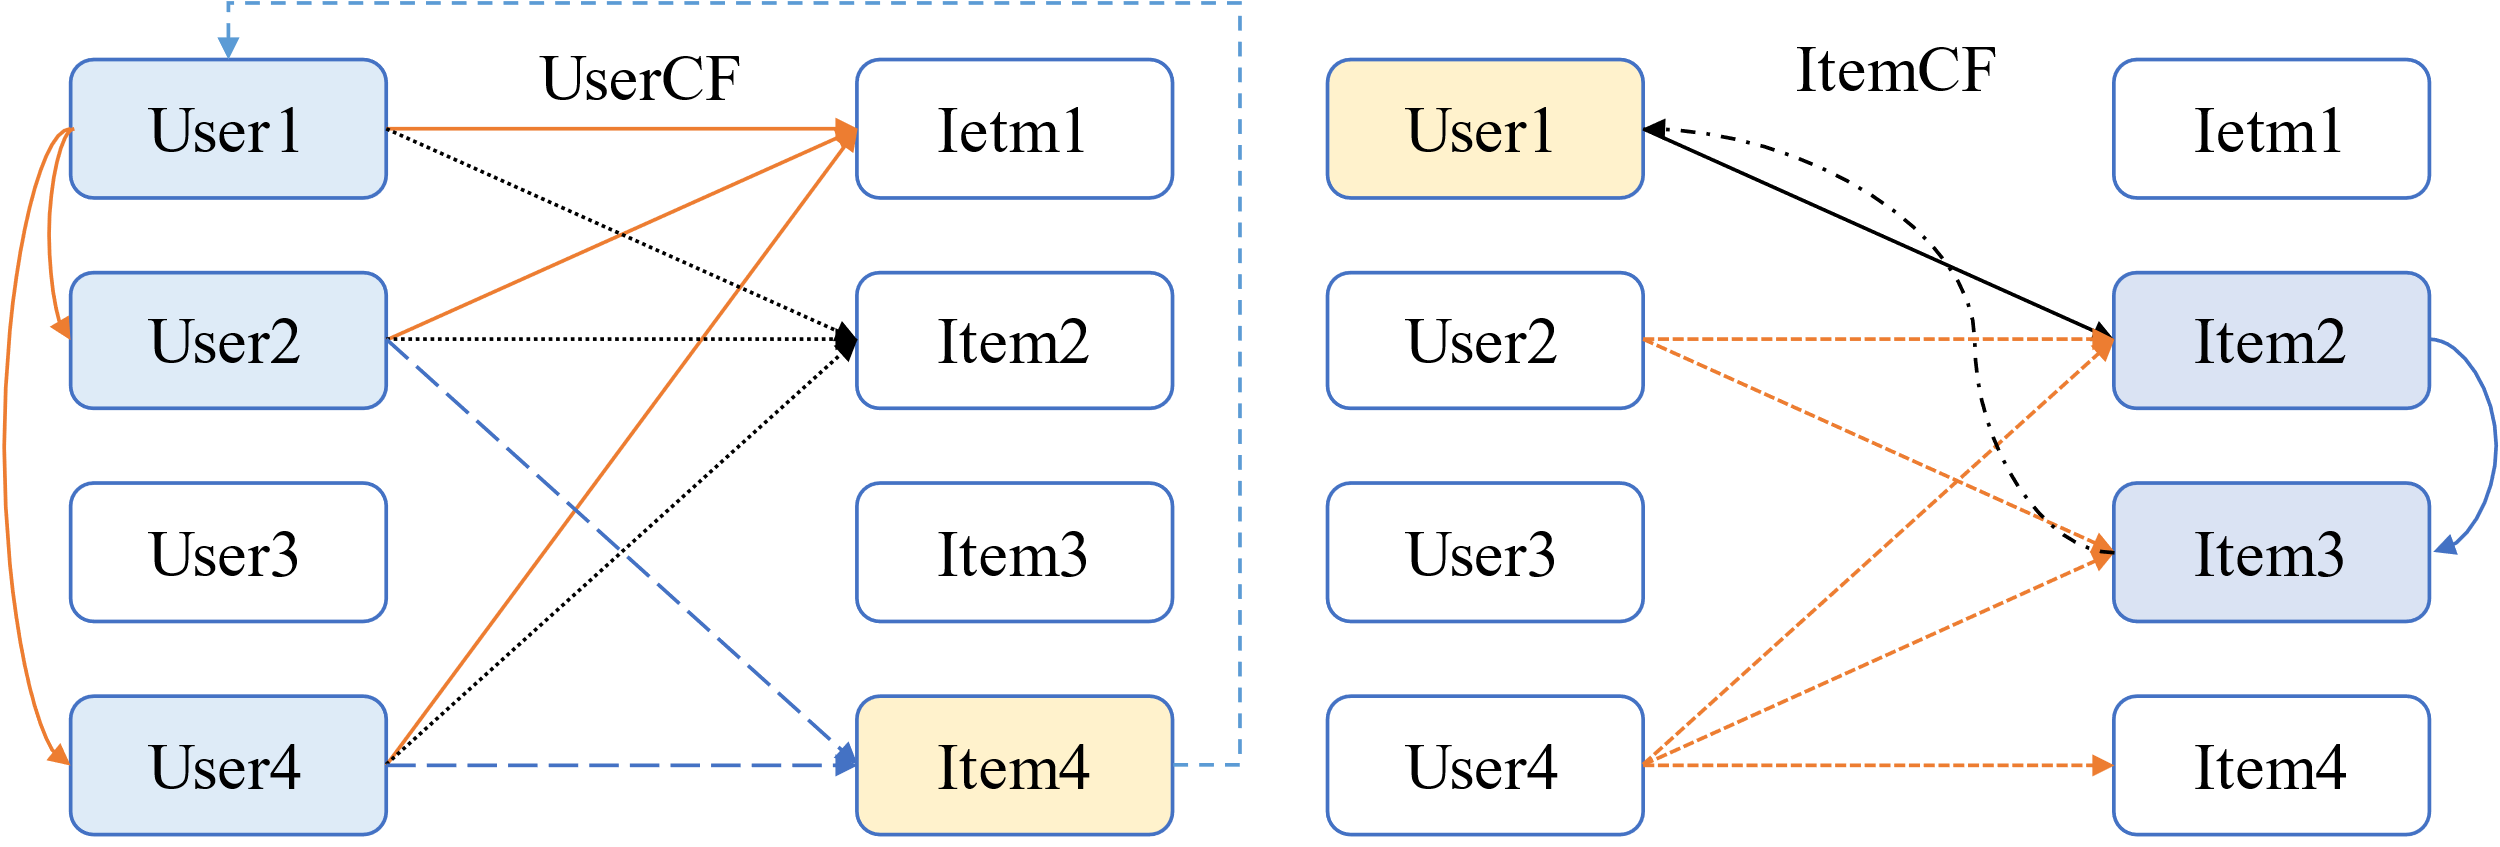 UserCF
User1
Ietm1
User2
Item2
User3
Item3
User4
Item4
ItemCF
User1
Ietm1
User2
Item2
User3
Item3
User4
Item4